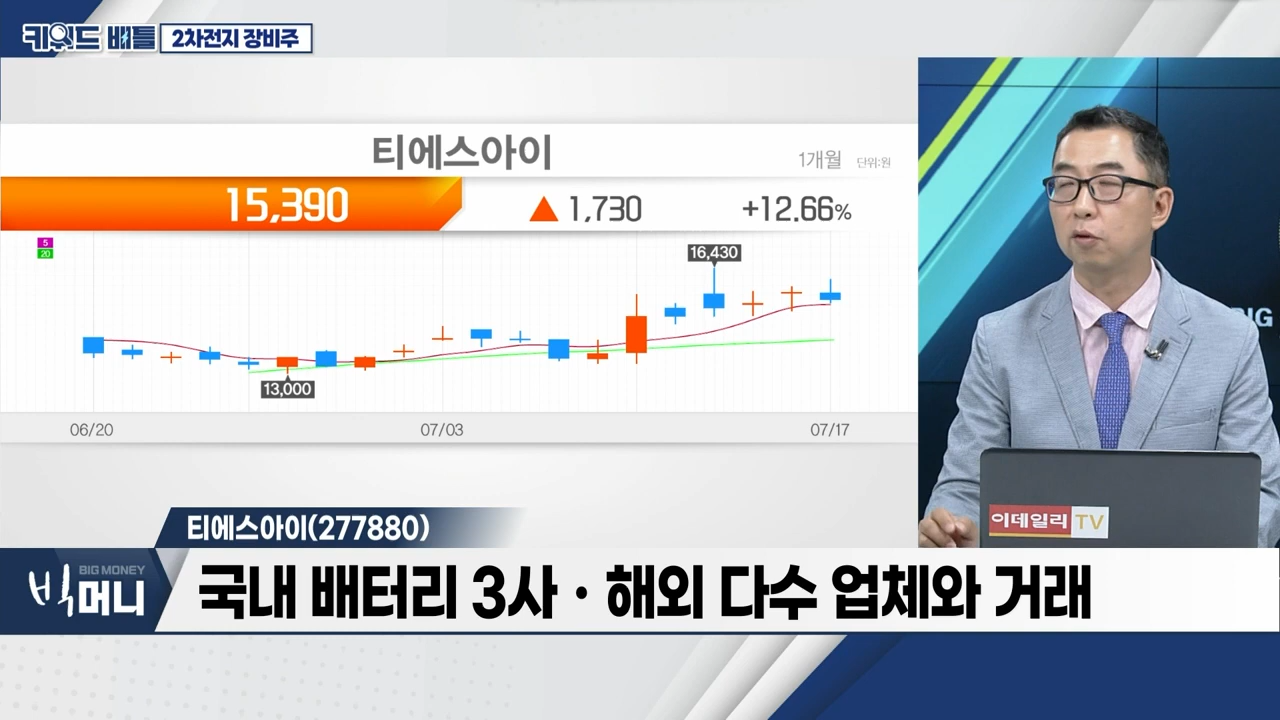 키워드 배틀 2차전지 장비주
티에스아이
1개월 단위:원
15,390 ▲ 1,730 +12.66%
5
20
16,430
13,000
06/20 07/03 07/17
BIG
이데일리 TV
티에스아이(277880)
BIG MONEY
빅머니
국내 배터리 3사·해외 다수 업체와 거래